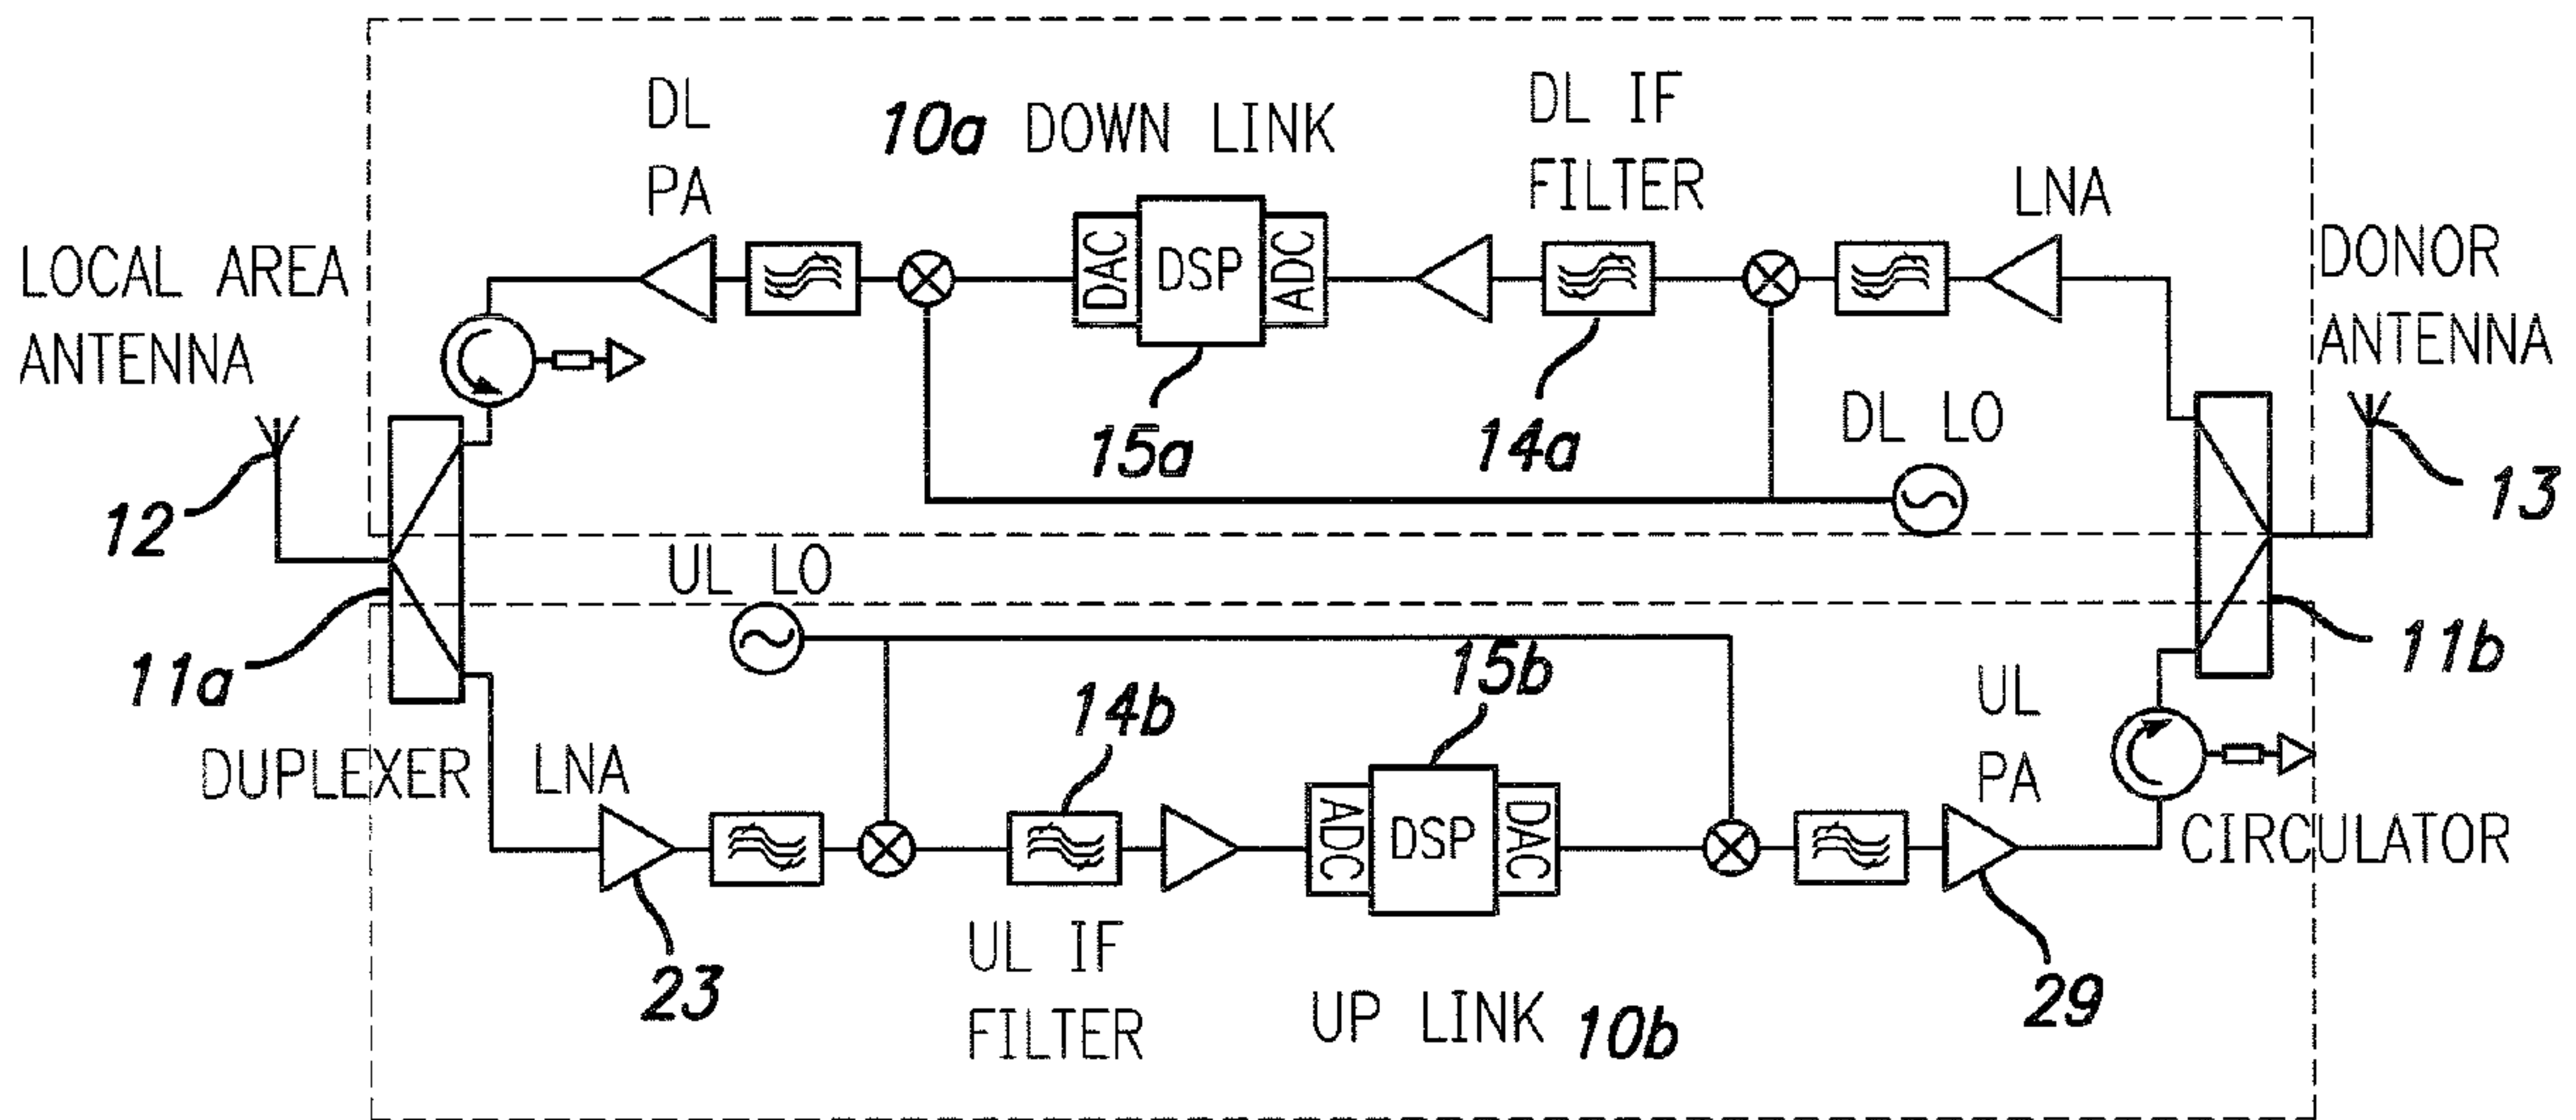 DL
PA
10a DOWN LINK
DL IF
FILTER
LNA
LOCAL AREA
ANTENNA
DAC
DSP
ADC
DONOR
ANTENNA
15a
14a
DL LO
12
13
UL LO
11a
15b
11b
14b
UL
PA
DUPLEXER
LNA
ADC
DSP
DAC
CIRCULATOR
23
UL IF
FILTER
UP LINK 10b
29